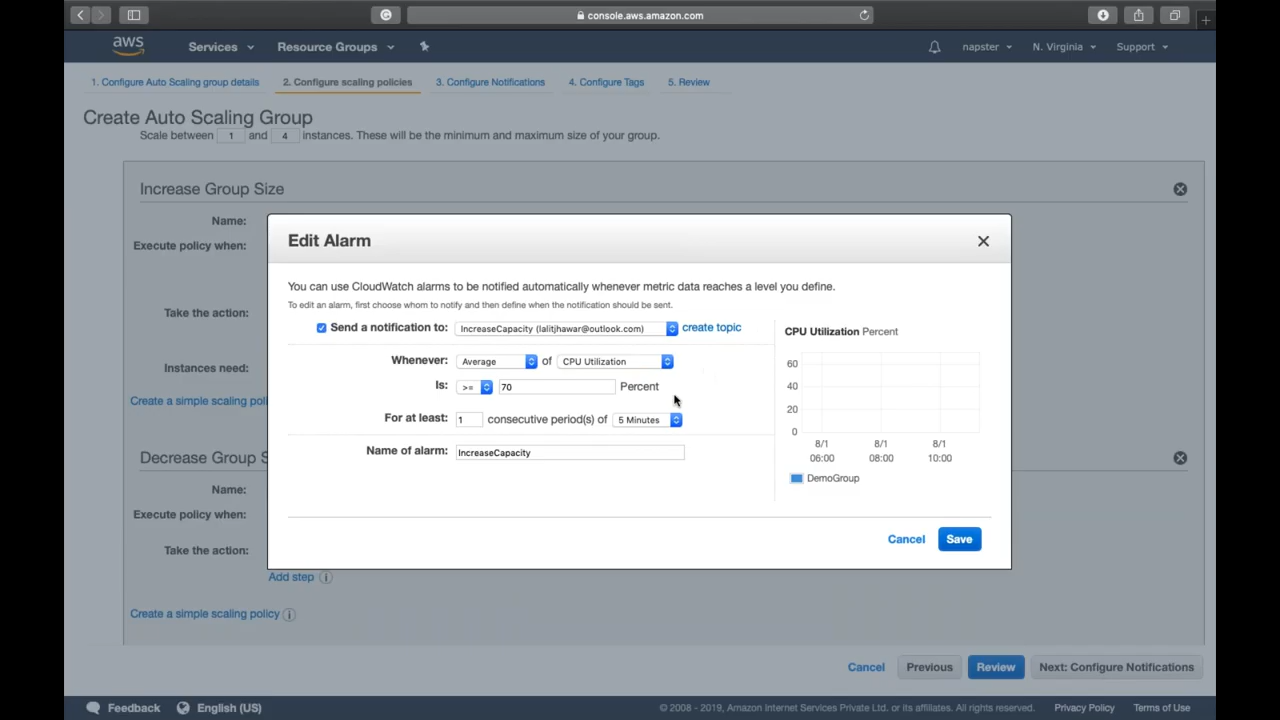 console.aws.amazon.com
aws Services Resource Groups napster N. Virginia Support
1. Configure Auto Scaling group details 2. Configure scaling policies 3. Configure Notifications 4. Configure Tags 5. Review
Create Auto Scaling Group
Scale between 1 and 4 instances. These will be the minimum and maximum size of your group.
Increase Group Size
Name:
Execute policy when:
Take the action:
Instances need:
Create a simple scaling pol
Decrease Group S
Name:
Execute policy when:
Take the action:
Add step i
Create a simple scaling policy i
Edit Alarm
You can use CloudWatch alarms to be notified automatically whenever metric data reaches a level you define.
To edit an alarm, first choose whom to notify and then define when the notification should be sent.
Send a notification to: IncreaseCapacity (lalitjhawar@outlook.com) create topic
Whenever: Average of CPU Utilization
Is: >= 70 Percent
For at least: 1 consecutive period(s) of 5 Minutes
Name of alarm: IncreaseCapacity
CPU Utilization Percent
60
40
20
0
8/1 8/1 8/1
06:00 08:00 10:00
DemoGroup
Cancel Save
Cancel Previous Review Next: Configure Notifications
Feedback English (US) © 2008 - 2019, Amazon Internet Services Private Ltd. or its affiliates. All rights reserved. Privacy Policy Terms of Use